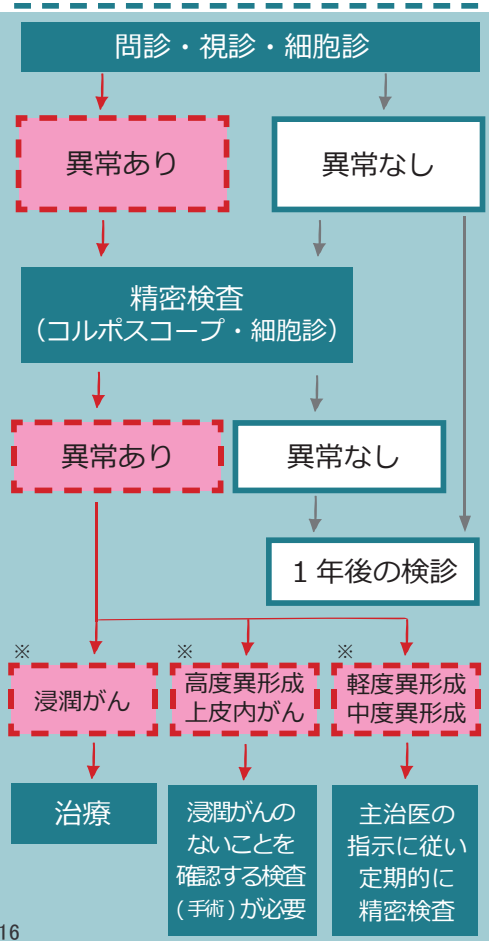 問診・視診・細胞診
異常あり
異常なし
精密検査
（コルポスコープ・細胞診）
異常あり
異常なし
１年後の検診
※
浸潤がん
※
高度異形成
上皮内がん
※
軽度異形成
中度異形成
治療
浸潤がんの
ないことを
確認する検査
(手術)が必要
主治医の
指示に従い
定期的に
精密検査
16